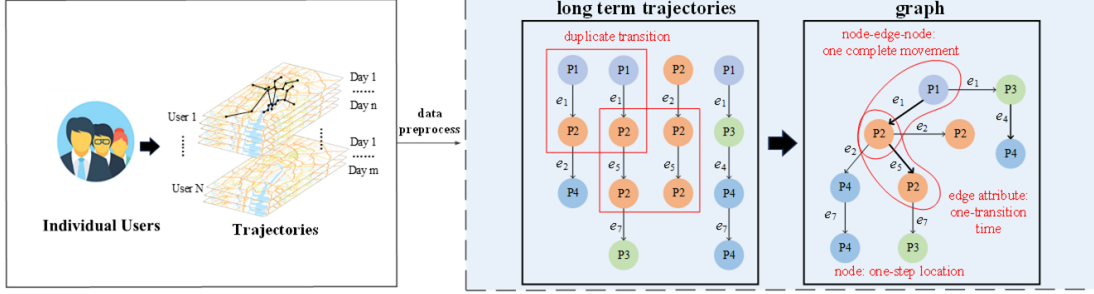 User 1
User N
Day 1
......
Day n
Day 1
......
Day m
Individual Users
Trajectories
data
preprocess
long term trajectories
duplicate transition
P1 P1 P2 P1
e1 e1 e2 e1
P2 P2 P2 P3
e2 e5 e5 e4
P4 P2 P2 P4
e7 e7
P3 P4
graph
node-edge-node:
one complete movement
P1 e1 P3
e1 e4
P2 e2 P2 P4
e2 e5
P4 P2
edge attribute:
one-transition
time
e7 e7
P4 P3
node: one-step location